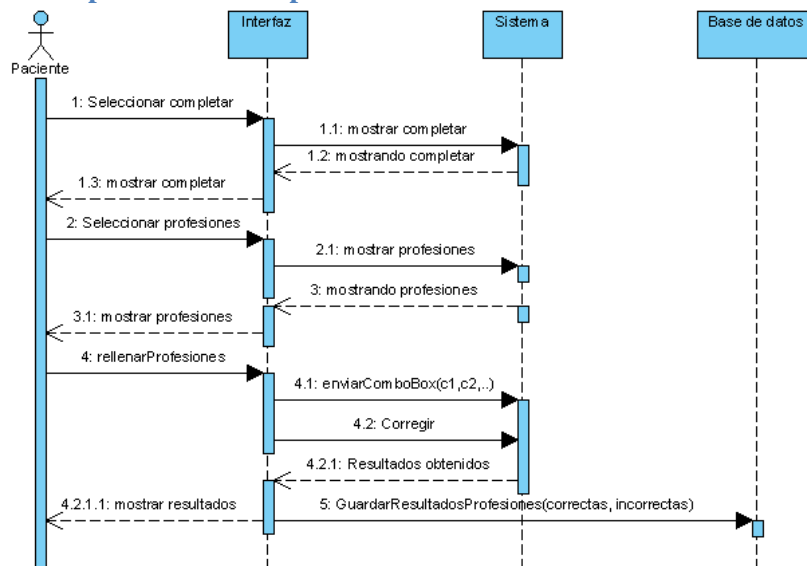 Interfaz
Sistema
Base de datos
Paciente
1: Seleccionar completar
1.1: mostrar completar
1.2: mostrando completar
1.3: mostrar completar
2: Seleccionar profesiones
2.1: mostrar profesiones
3: mostrando profesiones
3.1: mostrar profesiones
4: rellenarProfesiones
4.1: enviarComboBox(c1,c2,..)
4.2: Corregir
4.2.1: Resultados obtenidos
4.2.1.1: mostrar resultados
5: GuardarResultadosProfesiones(correctas, incorrectas)